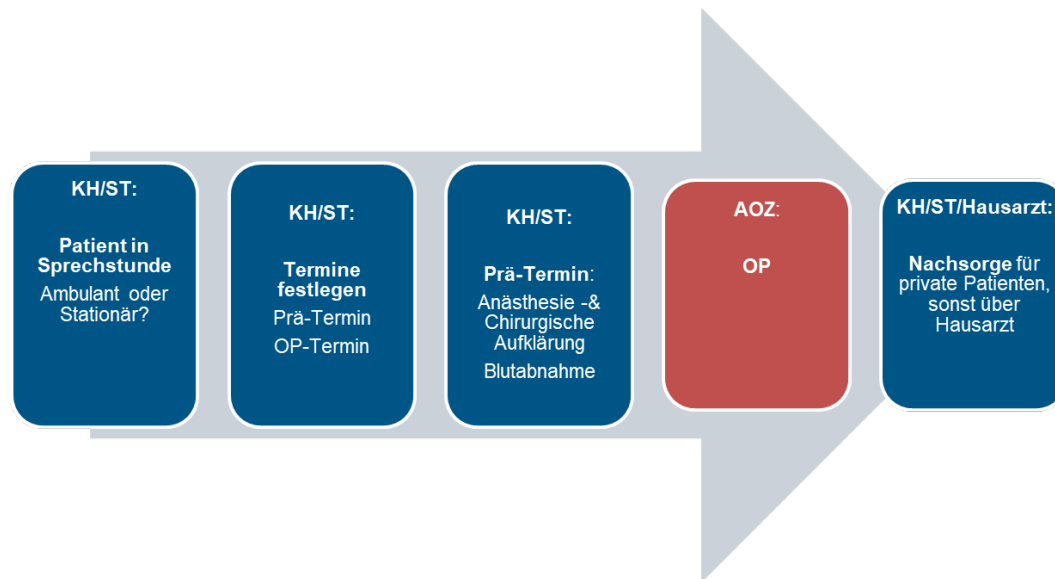 KH/ST:
Patient in
Sprechstunde
Ambulant oder
Stationär?
KH/ST:
Termine
festlegen
Prä-Termin
OP-Termin
KH/ST:
Prä-Termin:
Anästhesie -&
Chirurgische
Aufklärung
Blutabnahme
AOZ:
OP
KH/ST/Hausarzt:
Nachsorge für
private Patienten,
sonst über
Hausarzt